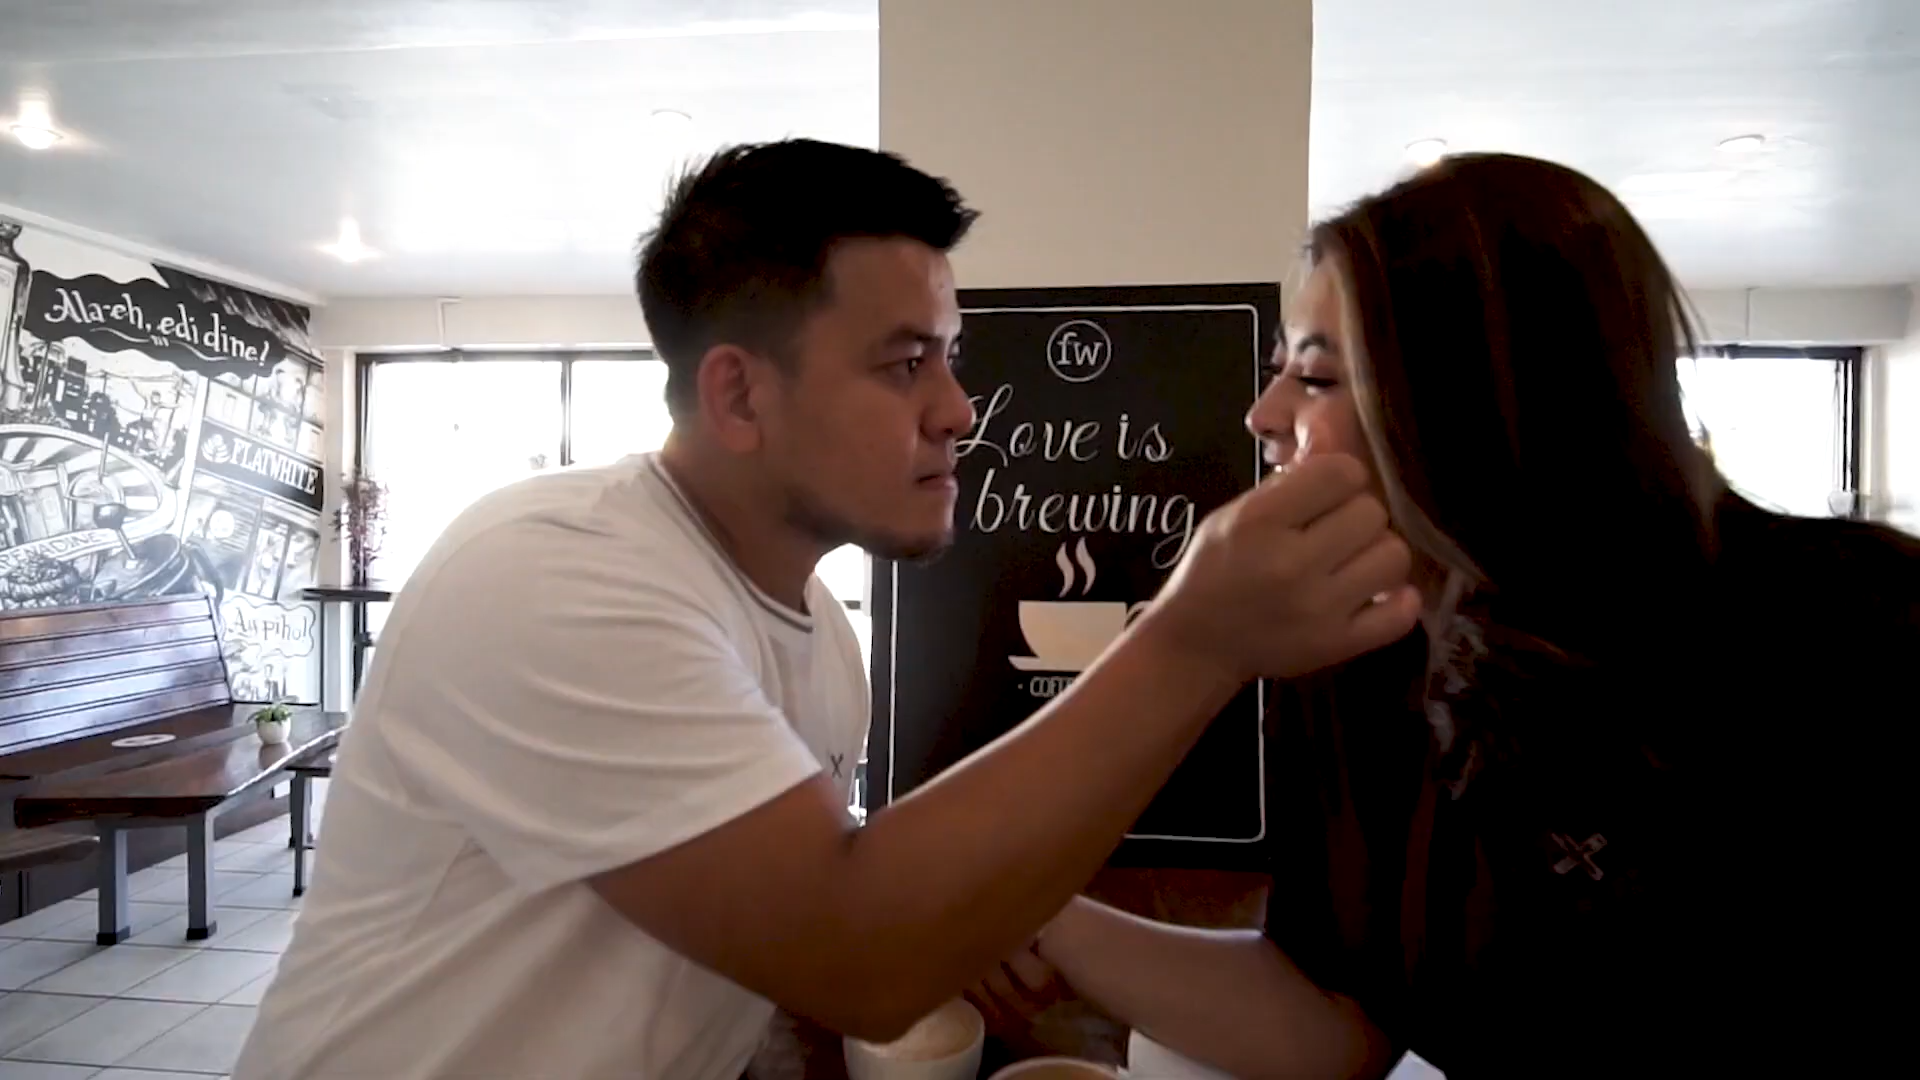 Ala-eh, edi dine!
FLATWHITE
Ay piho!
fw
Love is
brewing